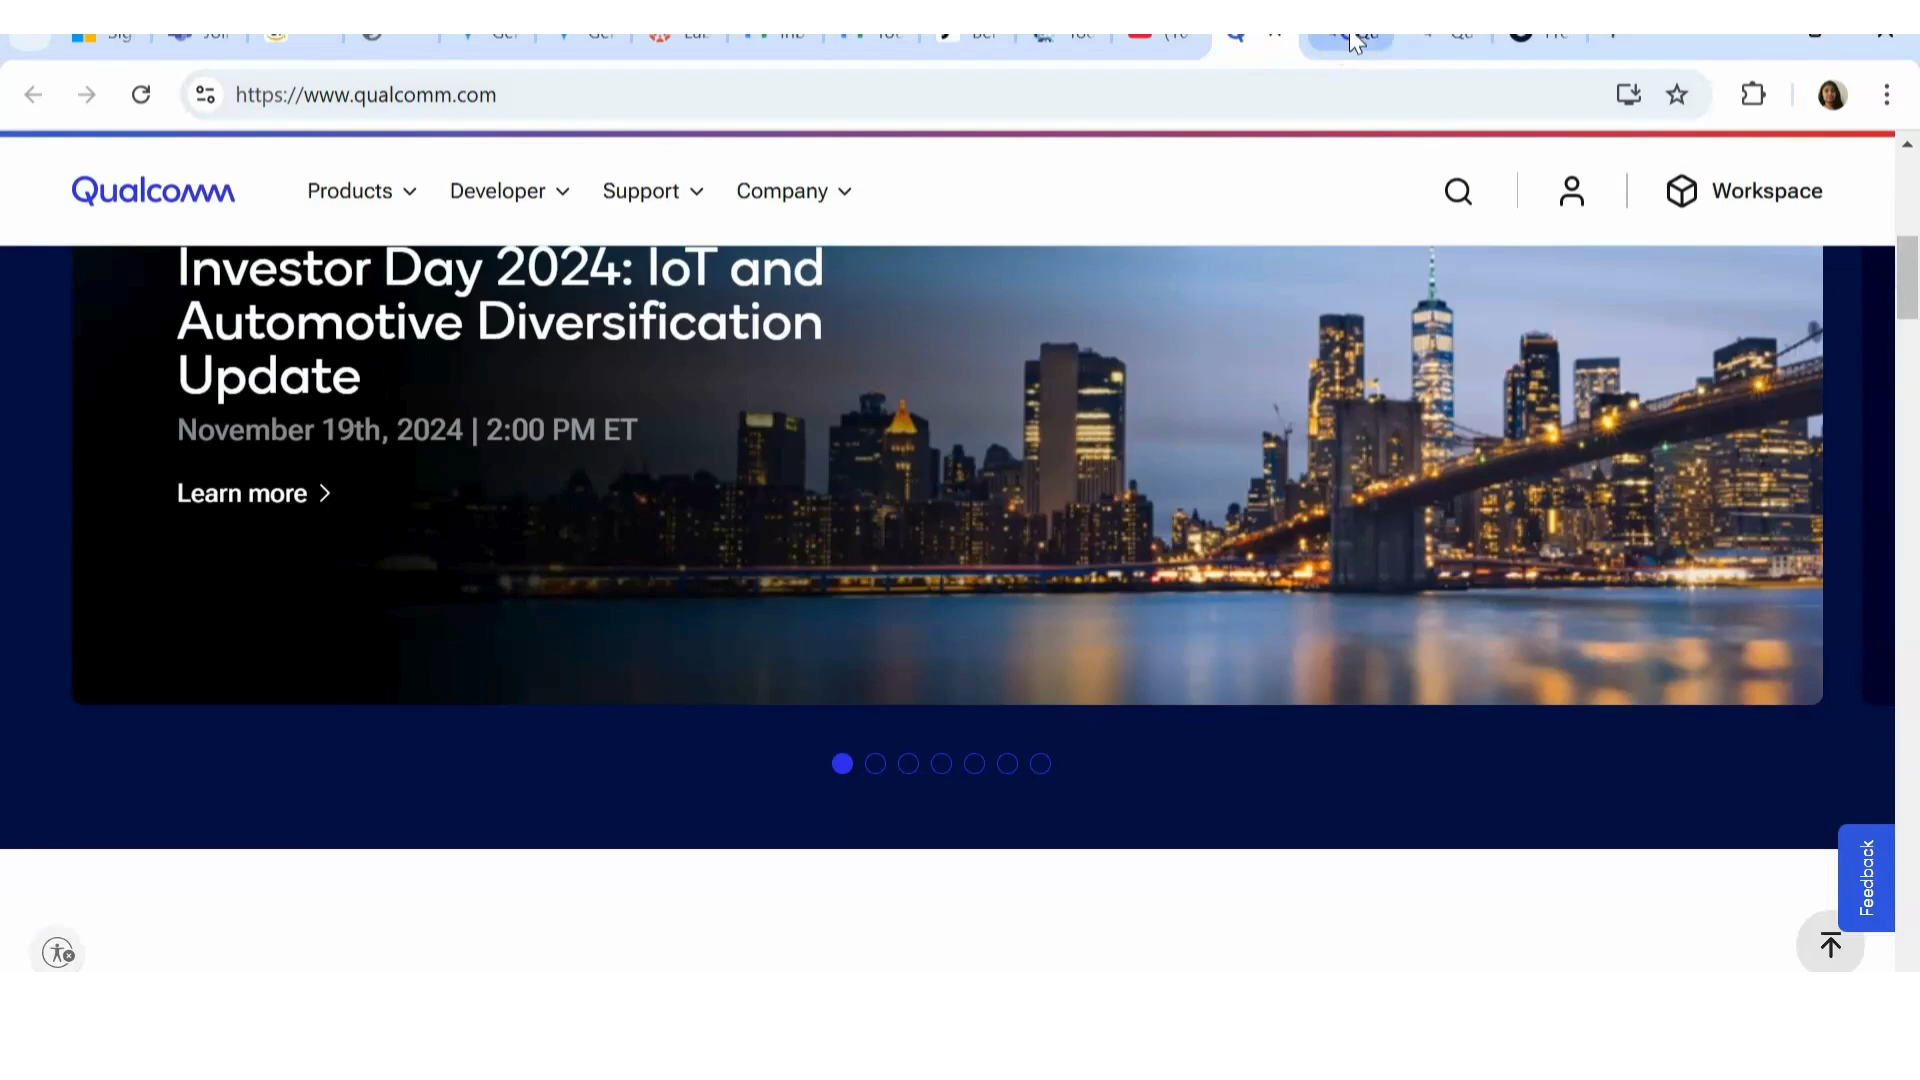 https://www.qualcomm.com
Qualcomm
Products
Developer
Support
Company
Workspace
Investor Day 2024: IoT and
Automotive Diversification
Update
November 19th, 2024 | 2:00 PM ET
Learn more
Feedback